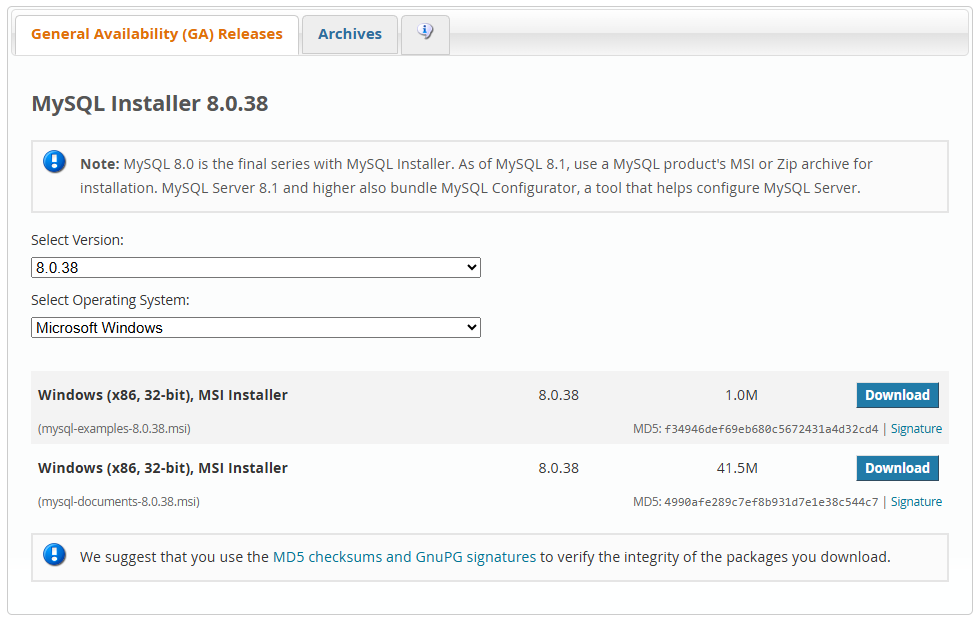 General Availability (GA) Releases
Archives
MySQL Installer 8.0.38
Note: MySQL 8.0 is the final series with MySQL Installer. As of MySQL 8.1, use a MySQL product's MSI or Zip archive for
installation. MySQL Server 8.1 and higher also bundle MySQL Configurator, a tool that helps configure MySQL Server.
Select Version:
8.0.38
Select Operating System:
Microsoft Windows
Windows (x86, 32-bit), MSI Installer 8.0.38 1.0M Download
(mysql-examples-8.0.38.msi) MD5: f34946def69eb680c5672431a4d32cd4 | Signature
Windows (x86, 32-bit), MSI Installer 8.0.38 41.5M Download
(mysql-documents-8.0.38.msi) MD5: 4990afe289c7ef8b931d7e1e38c544c7 | Signature
We suggest that you use the MD5 checksums and GnuPG signatures to verify the integrity of the packages you download.